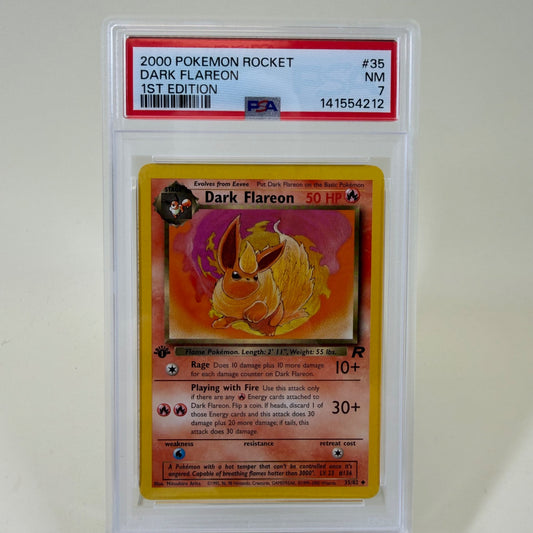 2000 POKEMON ROCKET #35
DARK FLAREON NM
1ST EDITION 7
PSA 141554212
Evolves from Eevee Put Dark Flareon on the Basic Pokémon
STAGE 1
Dark Flareon 50 HP
Flame Pokémon. Length: 2' 11", Weight: 55 lbs.
Rage Does 10 damage plus 10 more damage
for each damage counter on Dark Flareon. 10+
Playing with Fire Use this attack only
if there are any Energy cards attached to
Dark Flareon. Flip a coin. If heads, discard 1 of
those Energy cards and this attack does 30
damage plus 20 more damage; if tails, this
attack does 30 damage. 30+
weakness resistance retreat cost
A Pokémon with a hot temper that can't be controlled once it's
angered. Capable of breathing flames hotter than 3000°. LV. 23 #136
Illus. Mitsuhiro Arita 35/82